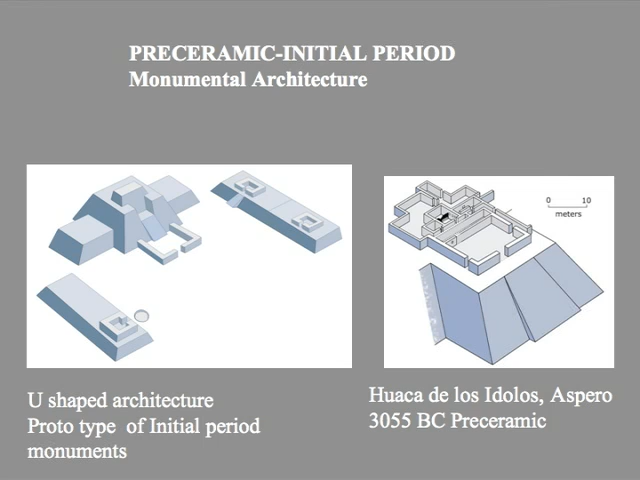 PRECERAMIC-INITIAL PERIOD
Monumental Architecture
0 10
meters
U shaped architecture
Proto type of Initial period
monuments
Huaca de los Idolos, Aspero
3055 BC Preceramic